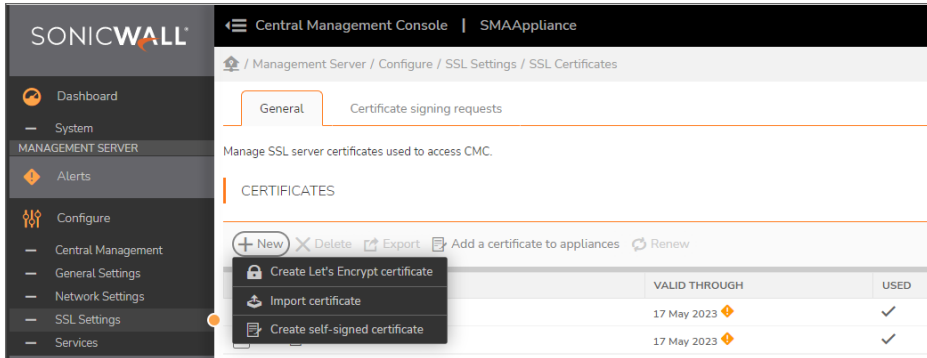 SONICWALL
Central Management Console | SMAAppliance
/ Management Server / Configure / SSL Settings / SSL Certificates
Dashboard
System
MANAGEMENT SERVER
Alerts
Configure
Central Management
General Settings
Network Settings
SSL Settings
Services
General Certificate signing requests
Manage SSL server certificates used to access CMC.
CERTIFICATES
New Delete Export Add a certificate to appliances Renew
Create Let's Encrypt certificate
Import certificate
Create self-signed certificate
VALID THROUGH USED
17 May 2023
17 May 2023